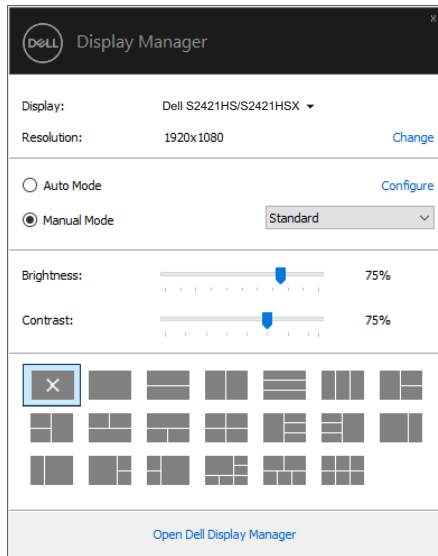 x
DELL Display Manager
Display: Dell S2421HS/S2421HSX
Resolution: 1920x1080 Change
Auto Mode Configure
Manual Mode Standard
Brightness: 75%
Contrast: 75%
Open Dell Display Manager